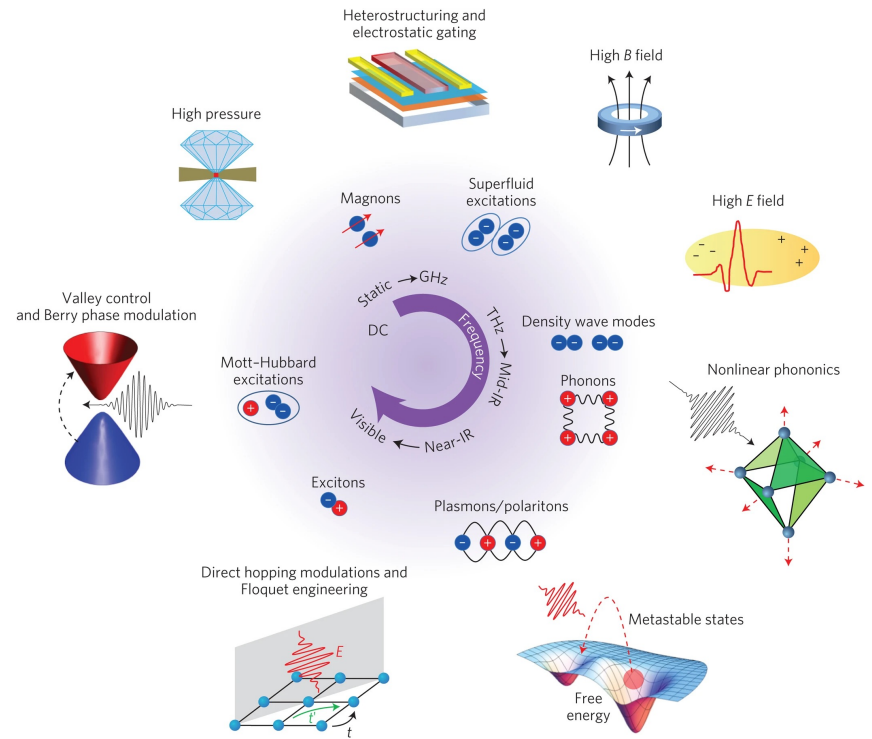 Heterostructuring and
electrostatic gating
High B field
High pressure
High E field
Magnons
Superfluid
excitations
Valley control
and Berry phase modulation
Static
GHz
DC
Frequency
THz
Mid-IR
Near-IR
Visible
Density wave modes
Mott–Hubbard
excitations
+
−
−
Phonons
+
+
+
+
Nonlinear phononics
Excitons
−
+
Plasmons/polaritons
−
+
−
+
Direct hopping modulations and
Floquet engineering
E
t'
t
Metastable states
Free
energy
− − − −
− −
− −
− −
+
+
+